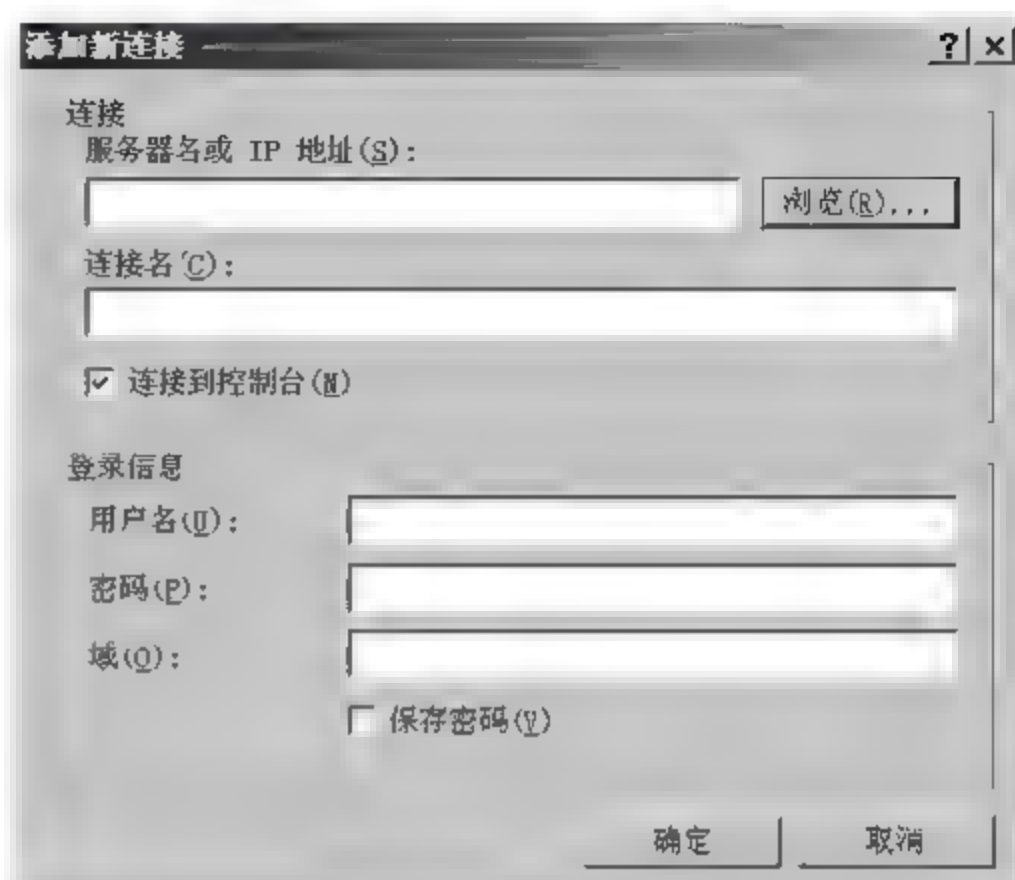 添加新连接
连接
服务器名或 IP 地址(S):
浏览(R)...
连接名(C):
连接到控制台(N)
登录信息
用户名(U):
密码(P):
域(O):
保存密码(V)
确定 取消